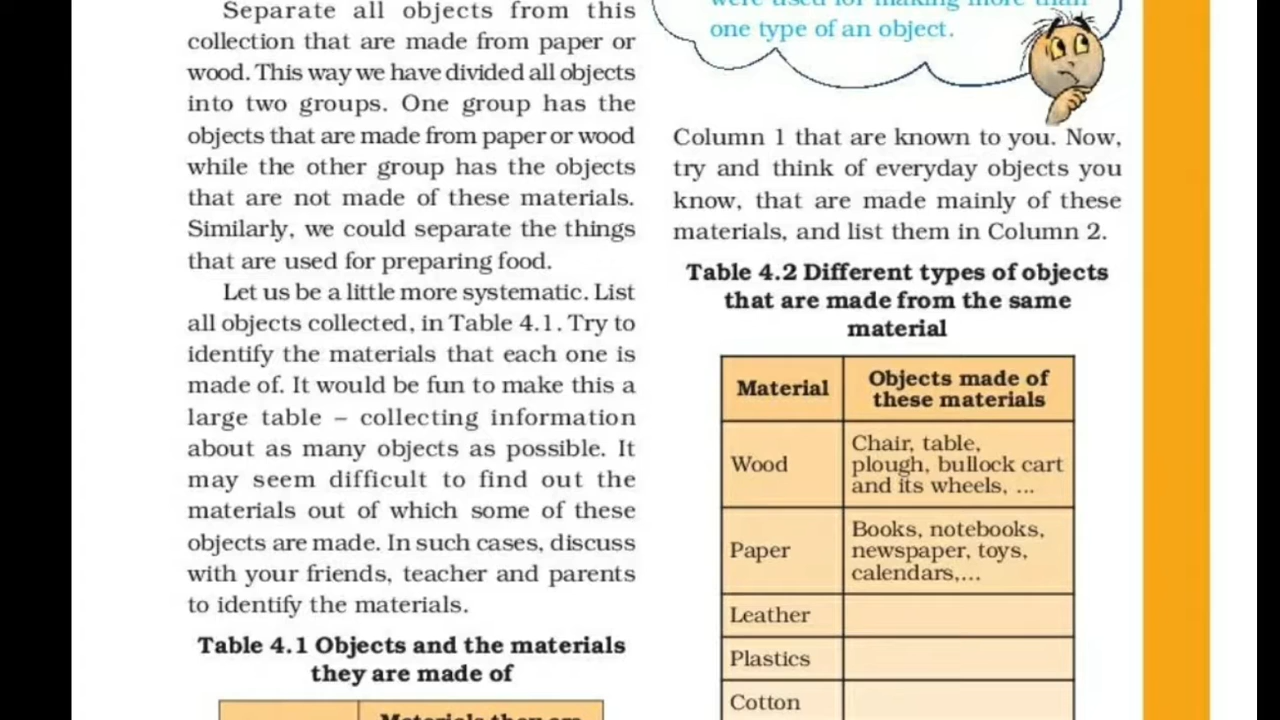 Separate all objects from this
collection that are made from paper or
wood. This way we have divided all objects
into two groups. One group has the
objects that are made from paper or wood
while the other group has the objects
that are not made of these materials.
Similarly, we could separate the things
that are used for preparing food.
Let us be a little more systematic. List
all objects collected, in Table 4.1. Try to
identify the materials that each one is
made of. It would be fun to make this a
large table – collecting information
about as many objects as possible. It
may seem difficult to find out the
materials out of which some of these
objects are made. In such cases, discuss
with your friends, teacher and parents
to identify the materials.
Table 4.1 Objects and the materials
they are made of
Materials they are
were used for making more than
one type of an object.
Column 1 that are known to you. Now,
try and think of everyday objects you
know, that are made mainly of these
materials, and list them in Column 2.
Table 4.2 Different types of objects
that are made from the same
material
Material
Objects made of
these materials
Wood
Chair, table,
plough, bullock cart
and its wheels, ...
Paper
Books, notebooks,
newspaper, toys,
calendars,...
Leather
Plastics
Cotton